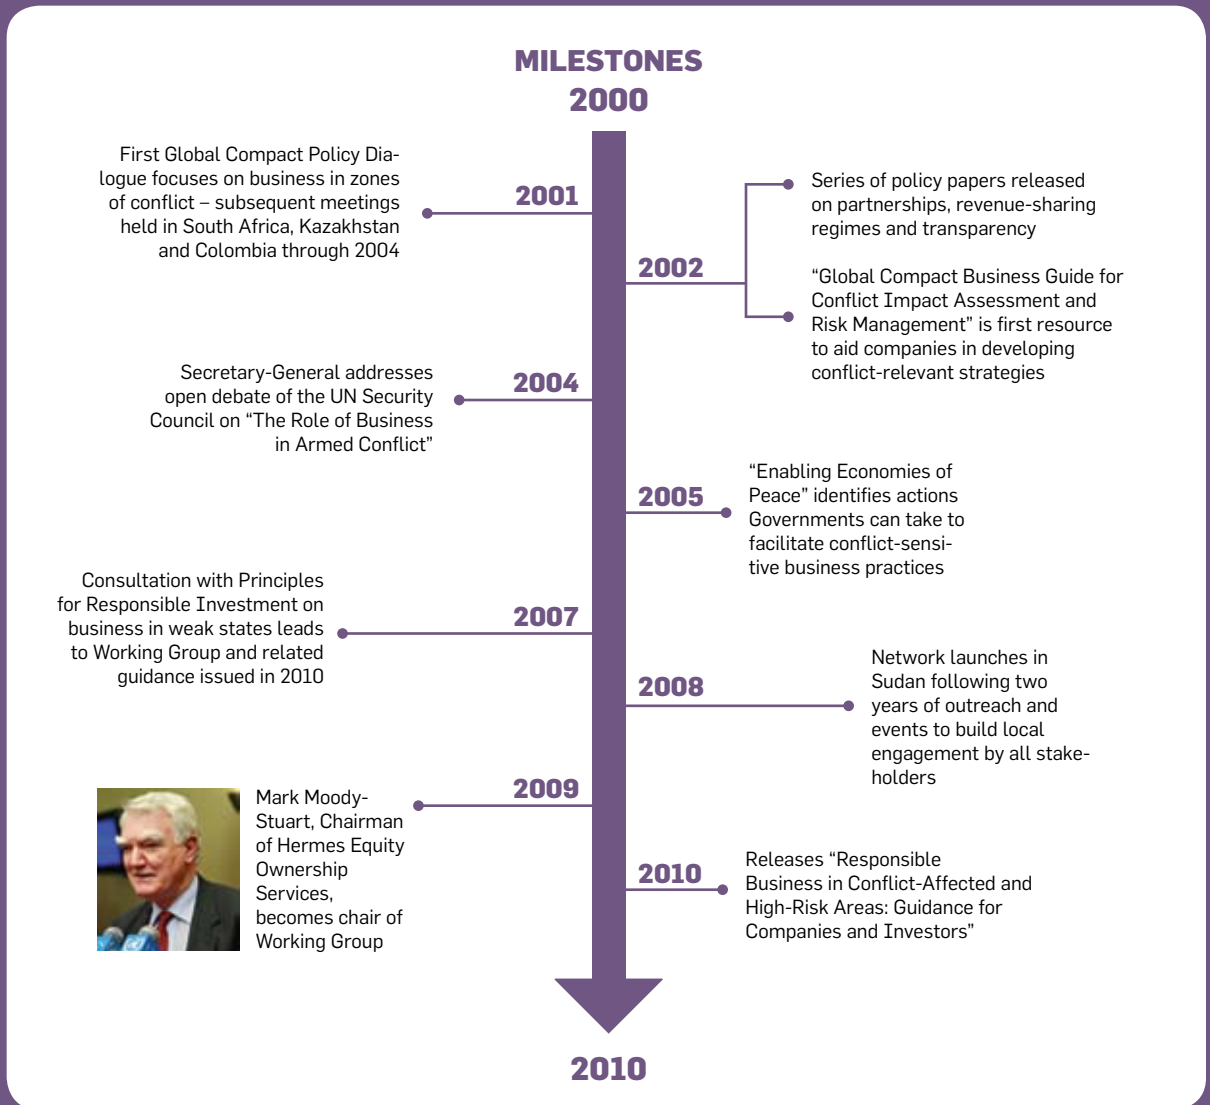 MILESTONES
2000
2001
First Global Compact Policy Dia-
logue focuses on business in zones
of conflict – subsequent meetings
held in South Africa, Kazakhstan
and Colombia through 2004
2002
Series of policy papers released
on partnerships, revenue-sharing
regimes and transparency
“Global Compact Business Guide for
Conflict Impact Assessment and
Risk Management” is first resource
to aid companies in developing
conflict-relevant strategies
2004
Secretary-General addresses
open debate of the UN Security
Council on “The Role of Business
in Armed Conflict”
2005
“Enabling Economies of
Peace” identifies actions
Governments can take to
facilitate conflict-sensi-
tive business practices
2007
Consultation with Principles
for Responsible Investment on
business in weak states leads
to Working Group and related
guidance issued in 2010
2008
Network launches in
Sudan following two
years of outreach and
events to build local
engagement by all stake-
holders
2009
Mark Moody-
Stuart, Chairman
of Hermes Equity
Ownership
Services,
becomes chair of
Working Group
2010
Releases “Responsible
Business in Conflict-Affected and
High-Risk Areas: Guidance for
Companies and Investors”
2010